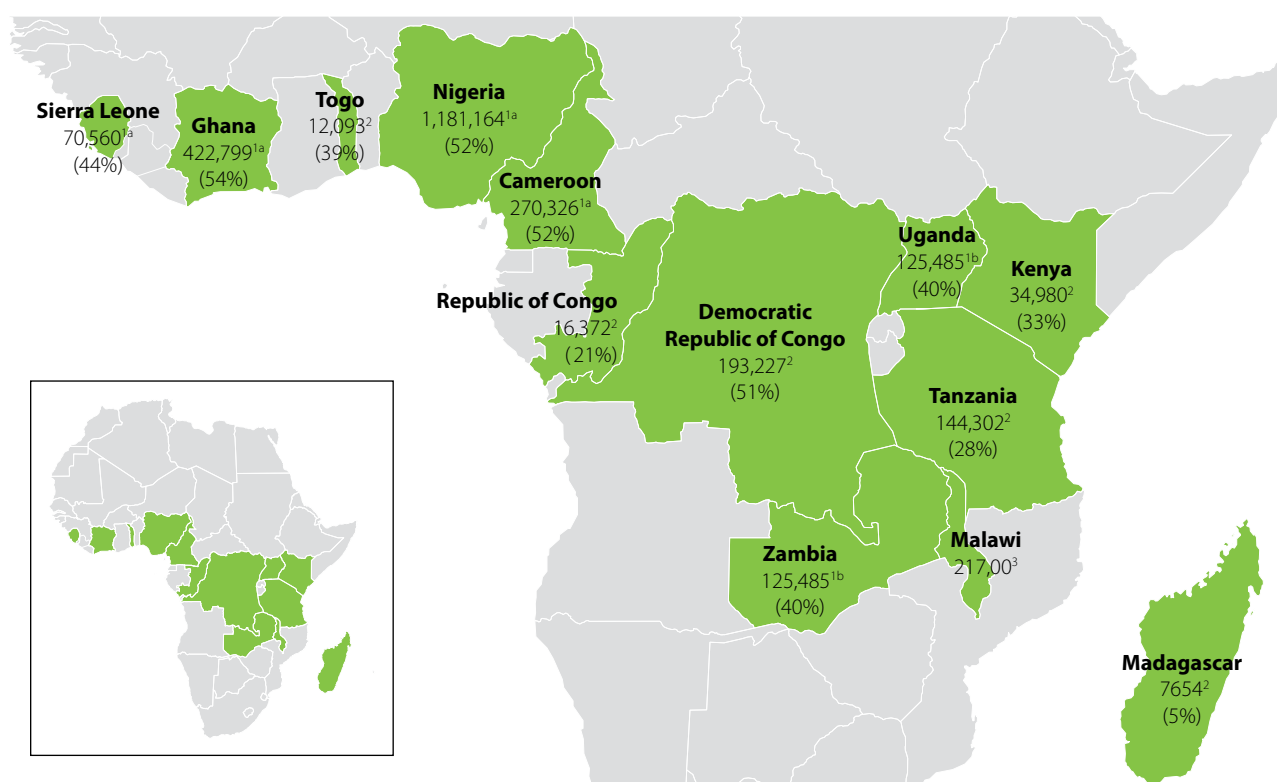 Sierra Leone
70,560¹ᵃ
(44%)
Ghana
422,799¹ᵃ
(54%)
Togo
12,093²
(39%)
Nigeria
1,181,164¹ᵃ
(52%)
Cameroon
270,326¹ᵃ
(52%)
Republic of Congo
16,372²
(21%)
Democratic
Republic of Congo
193,227²
(51%)
Uganda
125,485¹ᵇ
(40%)
Kenya
34,980²
(33%)
Tanzania
144,302²
(28%)
Zambia
125,485¹ᵇ
(40%)
Malawi
217,00³
Madagascar
7654²
(5%)